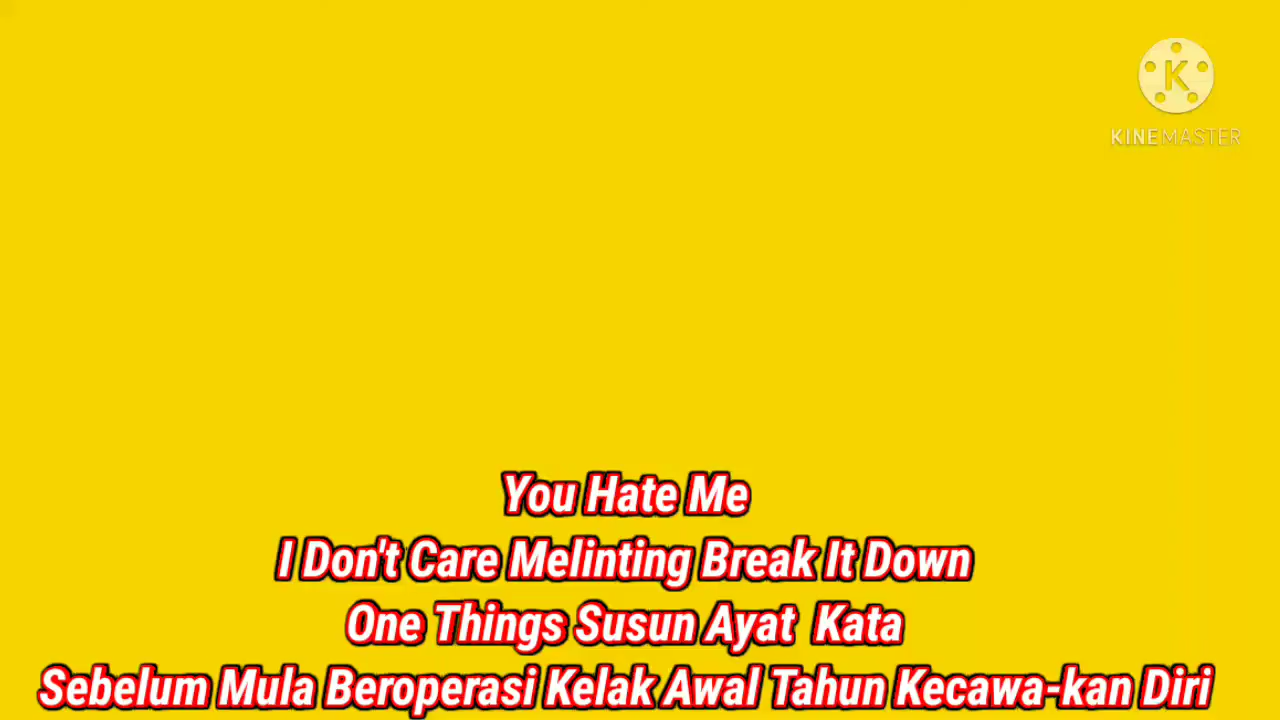 K
KINEMASTER
You Hate Me
I Don't Care Melinting Break It Down
One Things Susun Ayat  Kata
Sebelum Mula Beroperasi Kelak Awal Tahun Kecawa-kan Diri